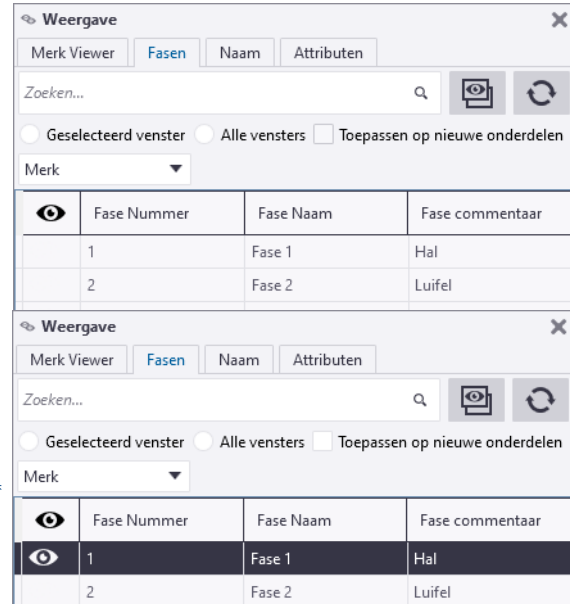 Weergave
Merk Viewer Fasen Naam Attributen
Zoeken...
Geselecteerd venster Alle vensters Toepassen op nieuwe onderdelen
Merk
Fase Nummer Fase Naam Fase commentaar
1 Fase 1 Hal
2 Fase 2 Luifel
Weergave
Merk Viewer Fasen Naam Attributen
Zoeken...
Geselecteerd venster Alle vensters Toepassen op nieuwe onderdelen
Merk
Fase Nummer Fase Naam Fase commentaar
1 Fase 1 Hal
2 Fase 2 Luifel